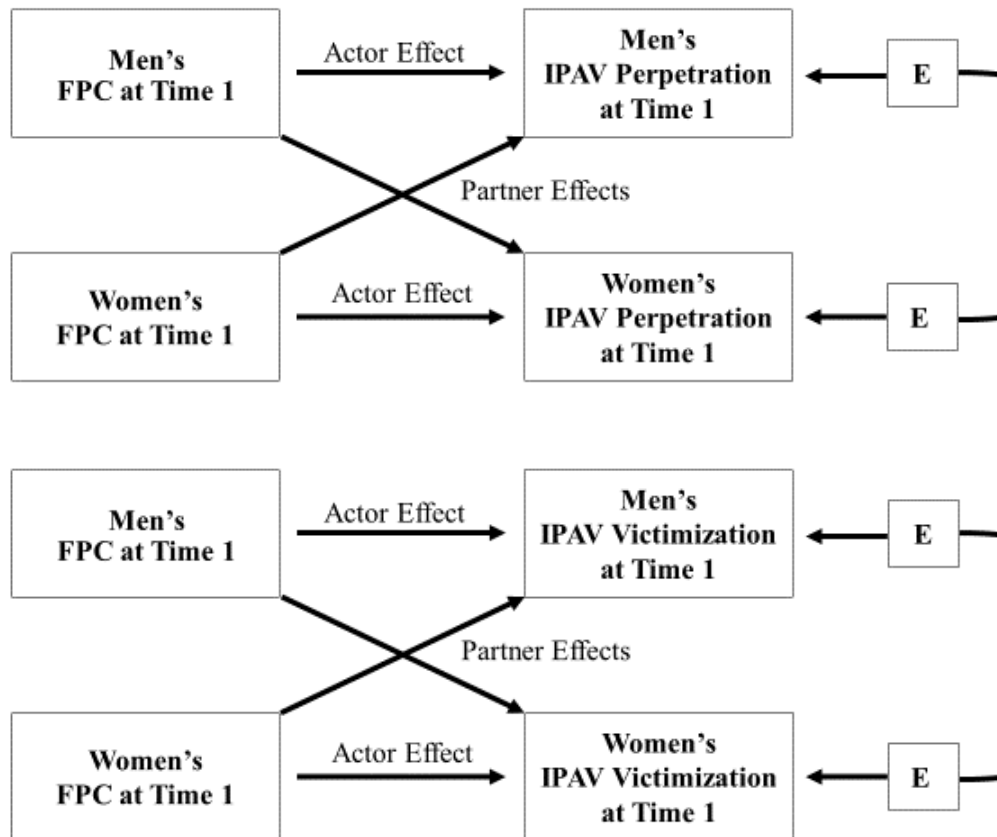 Men's
FPC at Time 1
Actor Effect
Men's
IPAV Perpetration
at Time 1
E
Partner Effects
Women's
FPC at Time 1
Actor Effect
Women's
IPAV Perpetration
at Time 1
E
Men's
FPC at Time 1
Actor Effect
Men's
IPAV Victimization
at Time 1
E
Partner Effects
Women's
FPC at Time 1
Actor Effect
Women's
IPAV Victimization
at Time 1
E